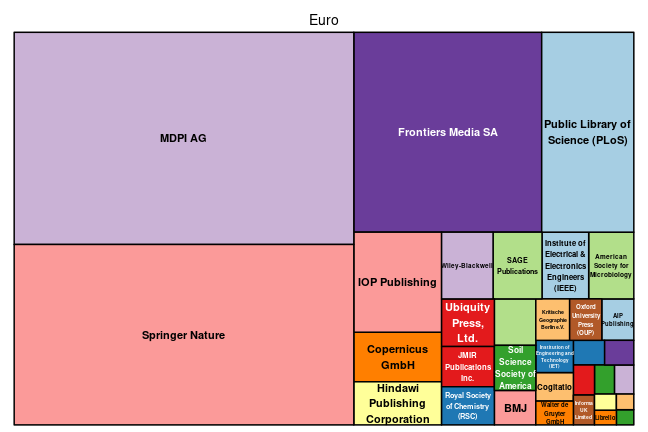 Euro
MDPI AG
Springer Nature
Frontiers Media SA
Public Library of
Science (PLoS)
IOP Publishing
Copernicus
GmbH
Hindawi
Publishing
Corporation
Wiley-Blackwell
SAGE
Publications
Institute of
Electrical &
Electronics
Engineers
(IEEE)
American
Society for
Microbiology
Ubiquity
Press,
Ltd.
JMIR
Publications
Inc.
Royal Society
of Chemistry
(RSC)
Soil
Science
Society of
America
BMJ
Kritische
Geographie
Berlin e.V.
Oxford
University
Press
(OUP)
AIP
Publishing
Institution of
Engineering and
Technology
(IET)
Cogitatio
Walter de
Gruyter
GmbH
Informa
UK
Limited
Librello